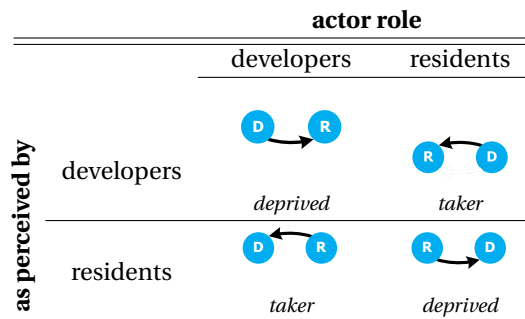 actor role
developers residents
as perceived by
developers
D R
R D
deprived taker
residents
D R R D
taker deprived